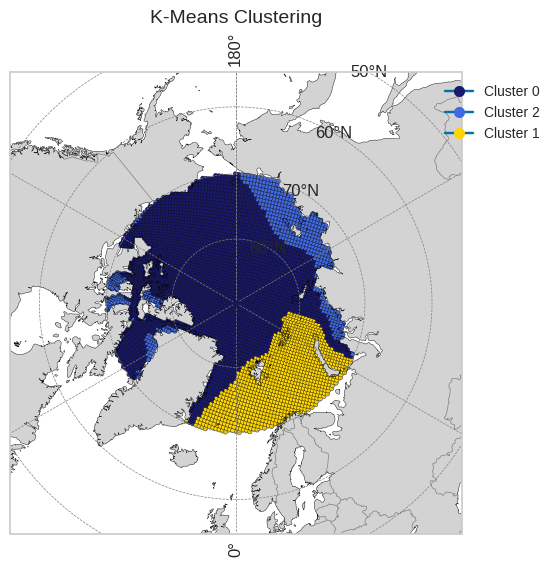 K-Means Clustering
180°
50°N
Cluster 0
Cluster 2
60°N
Cluster 1
70°N
0°